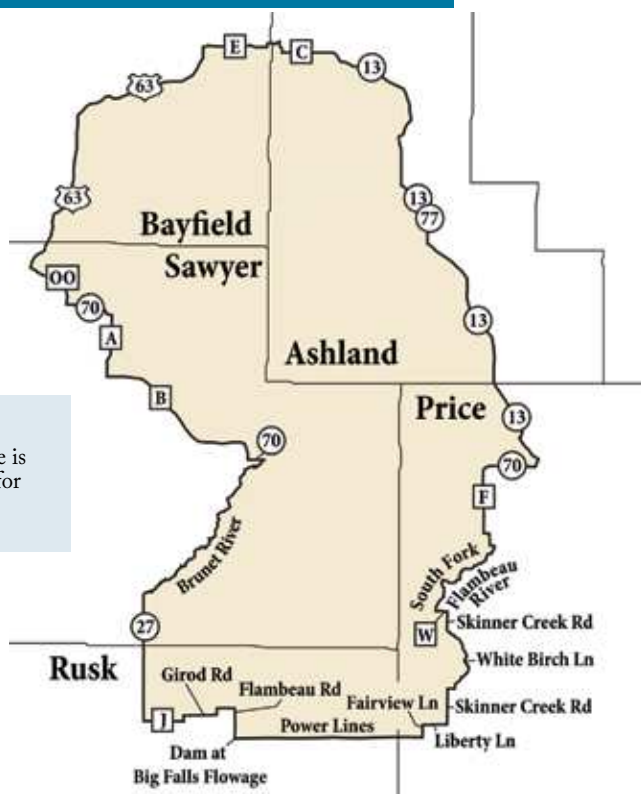 E
C
13
63
13
77
63
Bayfield
Sawyer
OO
70
A
13
Ashland
B
Price
13
70
70
e is
for
F
Brunet River
South Fork
Flambeau
River
Skinner Creek Rd
27
W
White Birch Ln
Rusk
Girod Rd
Flambeau Rd
Fairview Ln
Skinner Creek Rd
J
Power Lines
Liberty Ln
Dam at
Big Falls Flowage